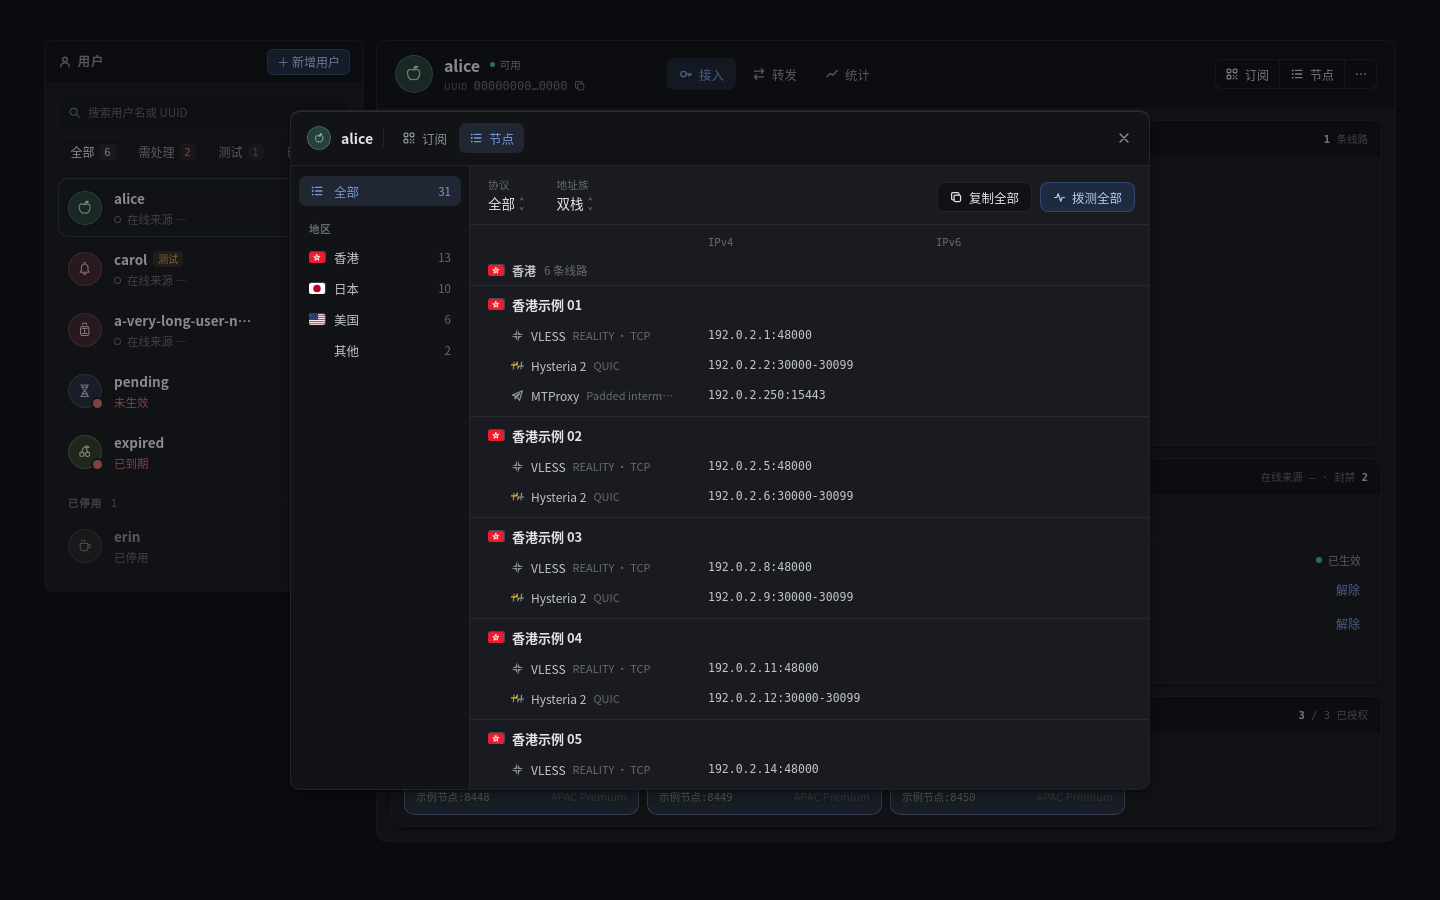 用户
新增用户
搜索用户名或 UUID
全部 6 需处理 2 测试 1
alice
在线来源 —
carol 测试
在线来源 —
a-very-long-user-n…
在线来源 —
pending
未生效
expired
已到期
已停用 1
erin
已停用
alice 可用
UUID 00000000…0000
接入 转发 统计
订阅 节点 …
1 条线路
在线来源 — · 封禁 2
已生效
解除
解除
3 / 3 已授权
示例节点:8448 APAC Premium
示例节点:8449 APAC Premium
示例节点:8450 APAC Premium
alice 订阅 节点
全部 31
地区
香港 13
日本 10
美国 6
其他 2
协议 地址族
全部 双栈
复制全部 拨测全部
IPv4 IPv6
香港 6 条线路
香港示例 01
VLESS REALITY · TCP 192.0.2.1:48000
Hysteria 2 QUIC 192.0.2.2:30000-30099
MTProxy Padded interm… 192.0.2.250:15443
香港示例 02
VLESS REALITY · TCP 192.0.2.5:48000
Hysteria 2 QUIC 192.0.2.6:30000-30099
香港示例 03
VLESS REALITY · TCP 192.0.2.8:48000
Hysteria 2 QUIC 192.0.2.9:30000-30099
香港示例 04
VLESS REALITY · TCP 192.0.2.11:48000
Hysteria 2 QUIC 192.0.2.12:30000-30099
香港示例 05
VLESS REALITY · TCP 192.0.2.14:48000